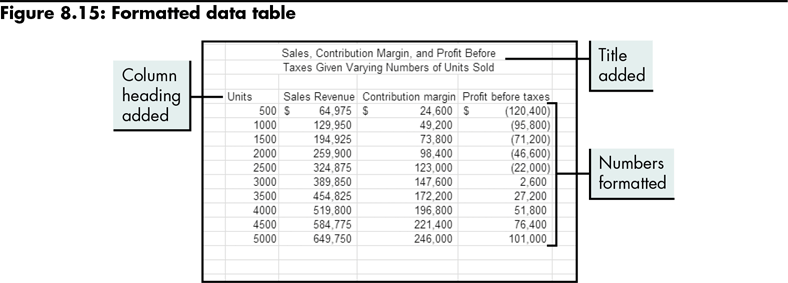 Figure 8.15: Formatted data table
Sales, Contribution Margin, and Profit Before
Taxes Given Varying Numbers of Units Sold
Title
added
Column
heading
added
Units Sales Revenue Contribution margin Profit before taxes
500 $ 64,975 $ 24,600 $ (120,400)
1000 129,950 49,200 (95,800)
1500 194,925 73,800 (71,200)
2000 259,900 98,400 (46,600)
2500 324,875 123,000 (22,000)
3000 389,850 147,600 2,600
3500 454,825 172,200 27,200
4000 519,800 196,800 51,800
4500 584,775 221,400 76,400
5000 649,750 246,000 101,000
Numbers
formatted